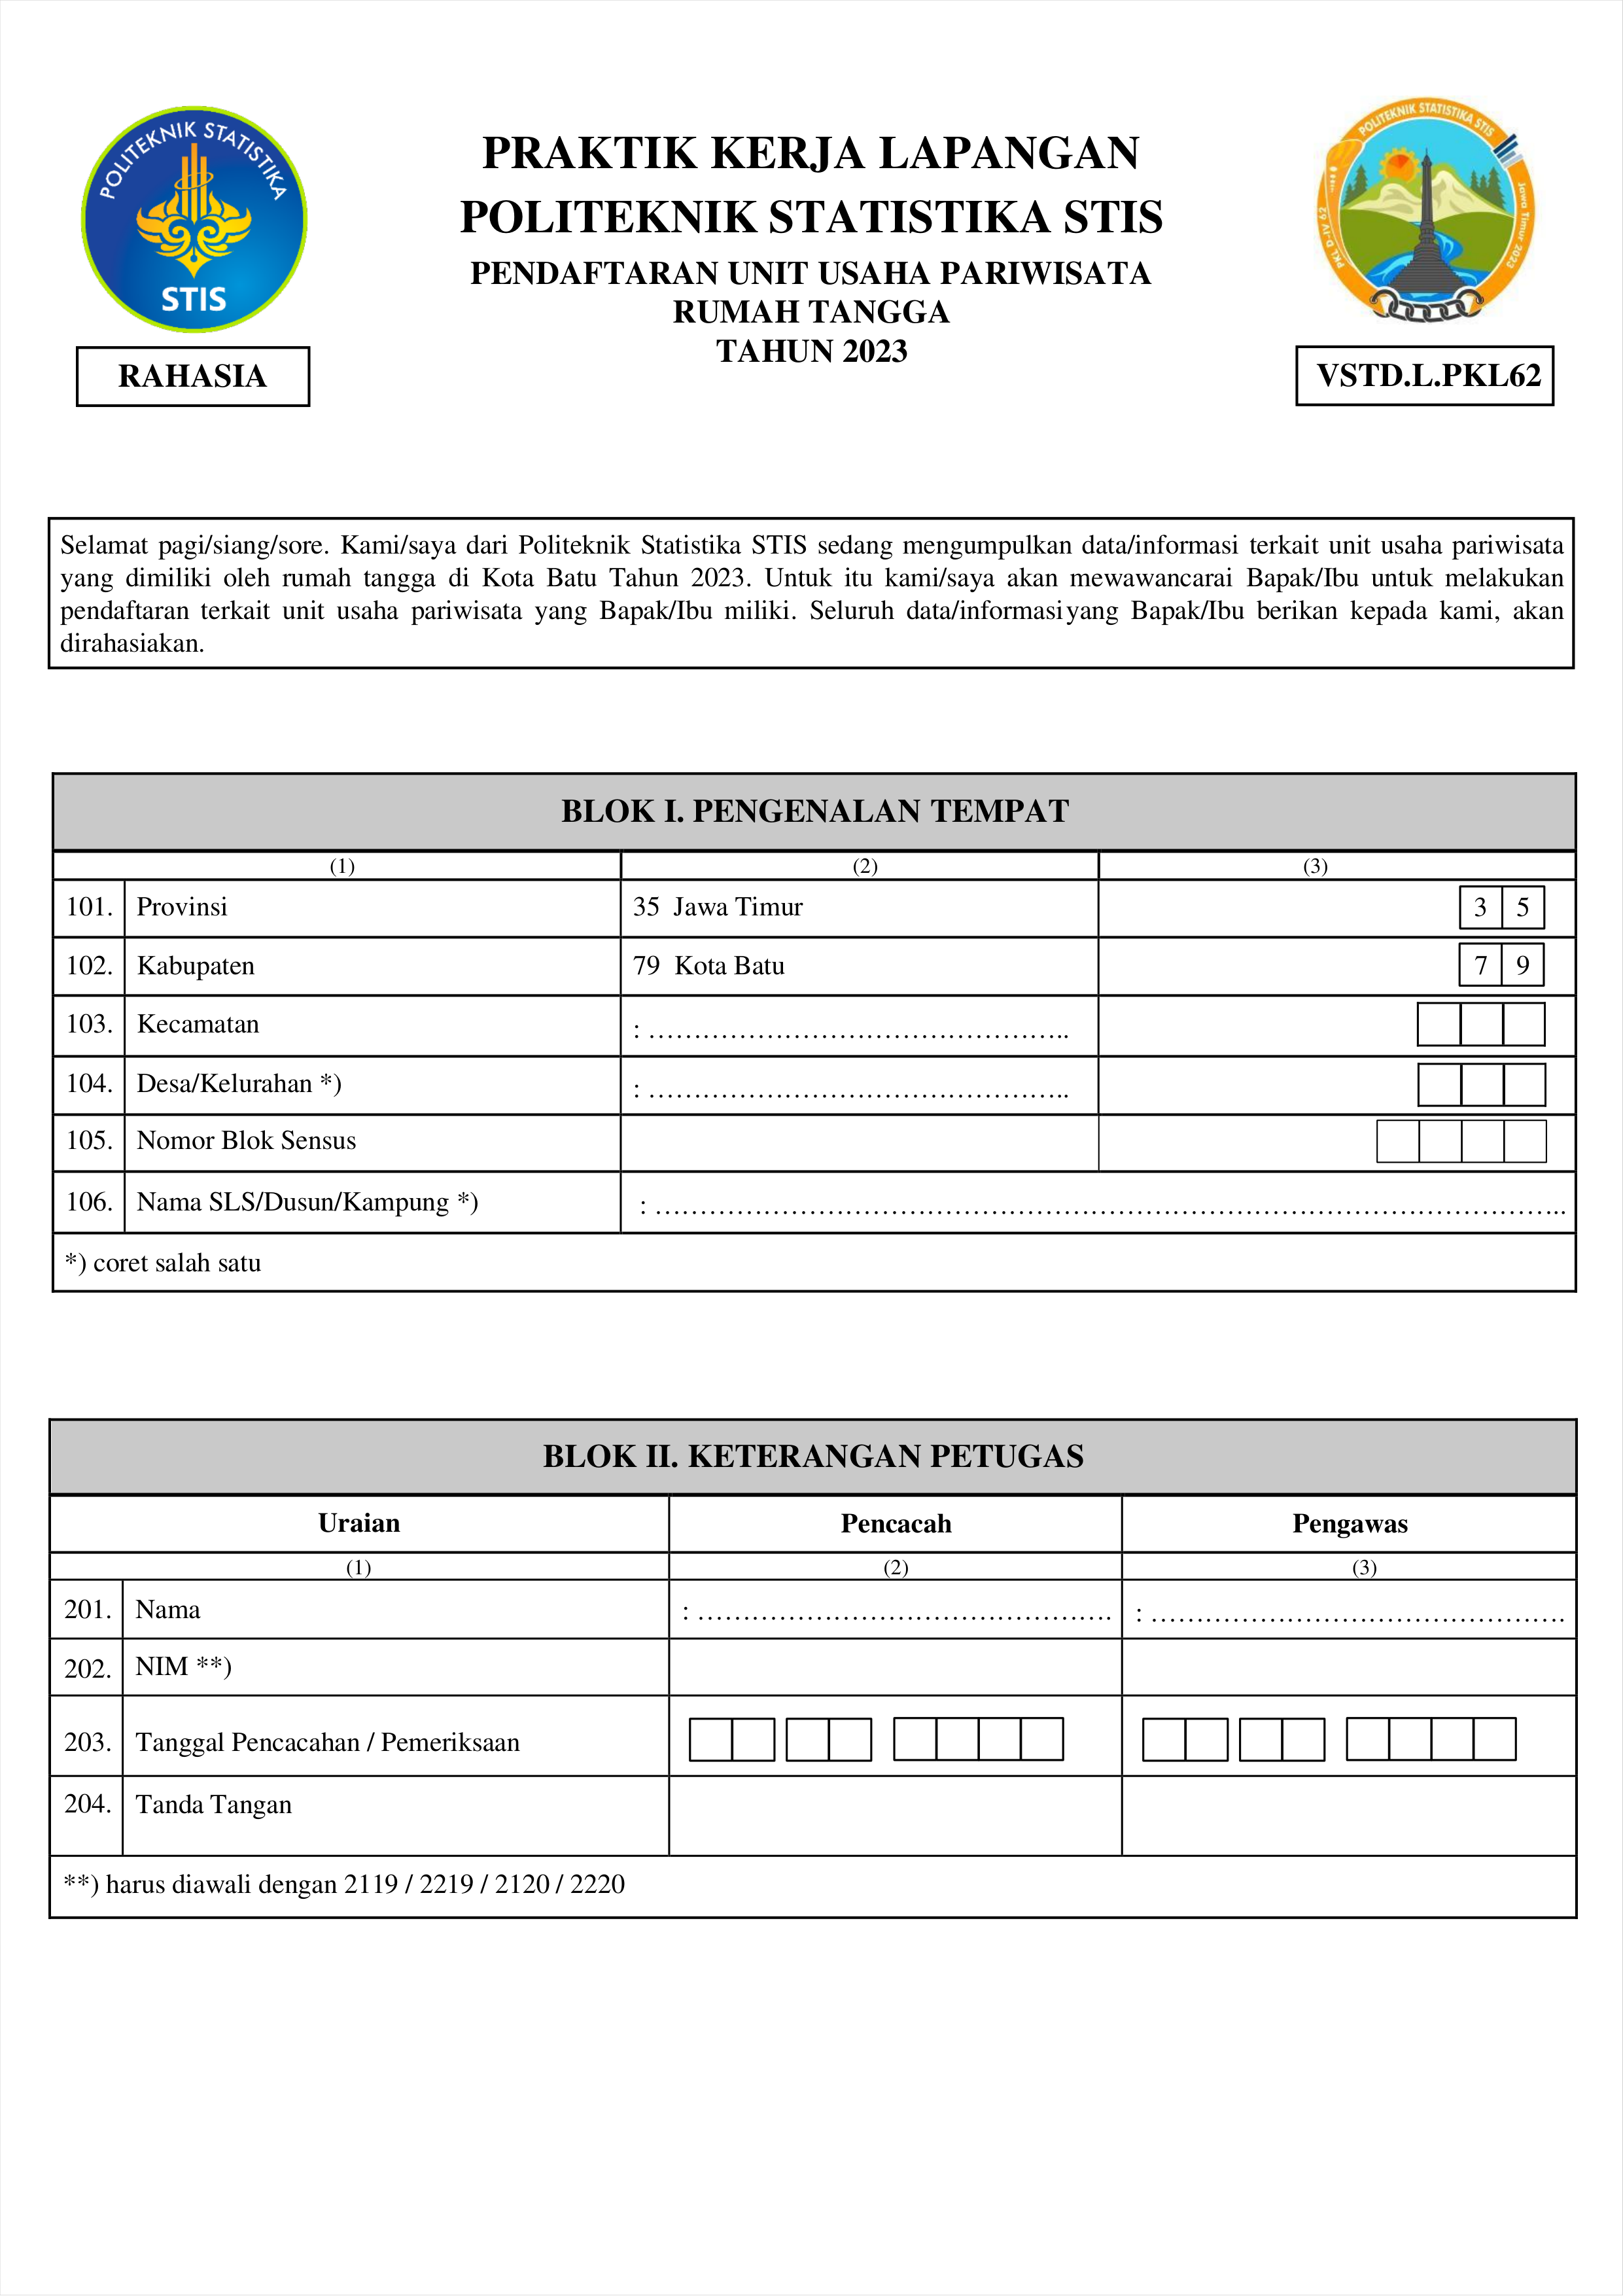 POLITEKNIK STATISTIKA
STIS
RAHASIA
PRAKTIK KERJA LAPANGAN
POLITEKNIK STATISTIKA STIS
PENDAFTARAN UNIT USAHA PARIWISATA
RUMAH TANGGA
TAHUN 2023
POLITEKNIK STATISTIKA STIS
PKL D-IV 62
Jawa Timur 2023
VSTD.L.PKL62
Selamat pagi/siang/sore. Kami/saya dari Politeknik Statistika STIS sedang mengumpulkan data/informasi terkait unit usaha pariwisata
yang dimiliki oleh rumah tangga di Kota Batu Tahun 2023. Untuk itu kami/saya akan mewawancarai Bapak/Ibu untuk melakukan
pendaftaran terkait unit usaha pariwisata yang Bapak/Ibu miliki. Seluruh data/informasi yang Bapak/Ibu berikan kepada kami, akan
dirahasiakan.
BLOK I. PENGENALAN TEMPAT
(1) (2) (3)
101. Provinsi 35 Jawa Timur 3 5
102. Kabupaten 79 Kota Batu 7 9
103. Kecamatan : ………………………………………..
104. Desa/Kelurahan *) : ………………………………………..
105. Nomor Blok Sensus
106. Nama SLS/Dusun/Kampung *) : …………………………………………………………………………………………..
*) coret salah satu
BLOK II. KETERANGAN PETUGAS
Uraian Pencacah Pengawas
(1) (2) (3)
201. Nama : ………………………………………. : ……………………………………….
202. NIM **)
203. Tanggal Pencacahan / Pemeriksaan
204. Tanda Tangan
**) harus diawali dengan 2119 / 2219 / 2120 / 2220